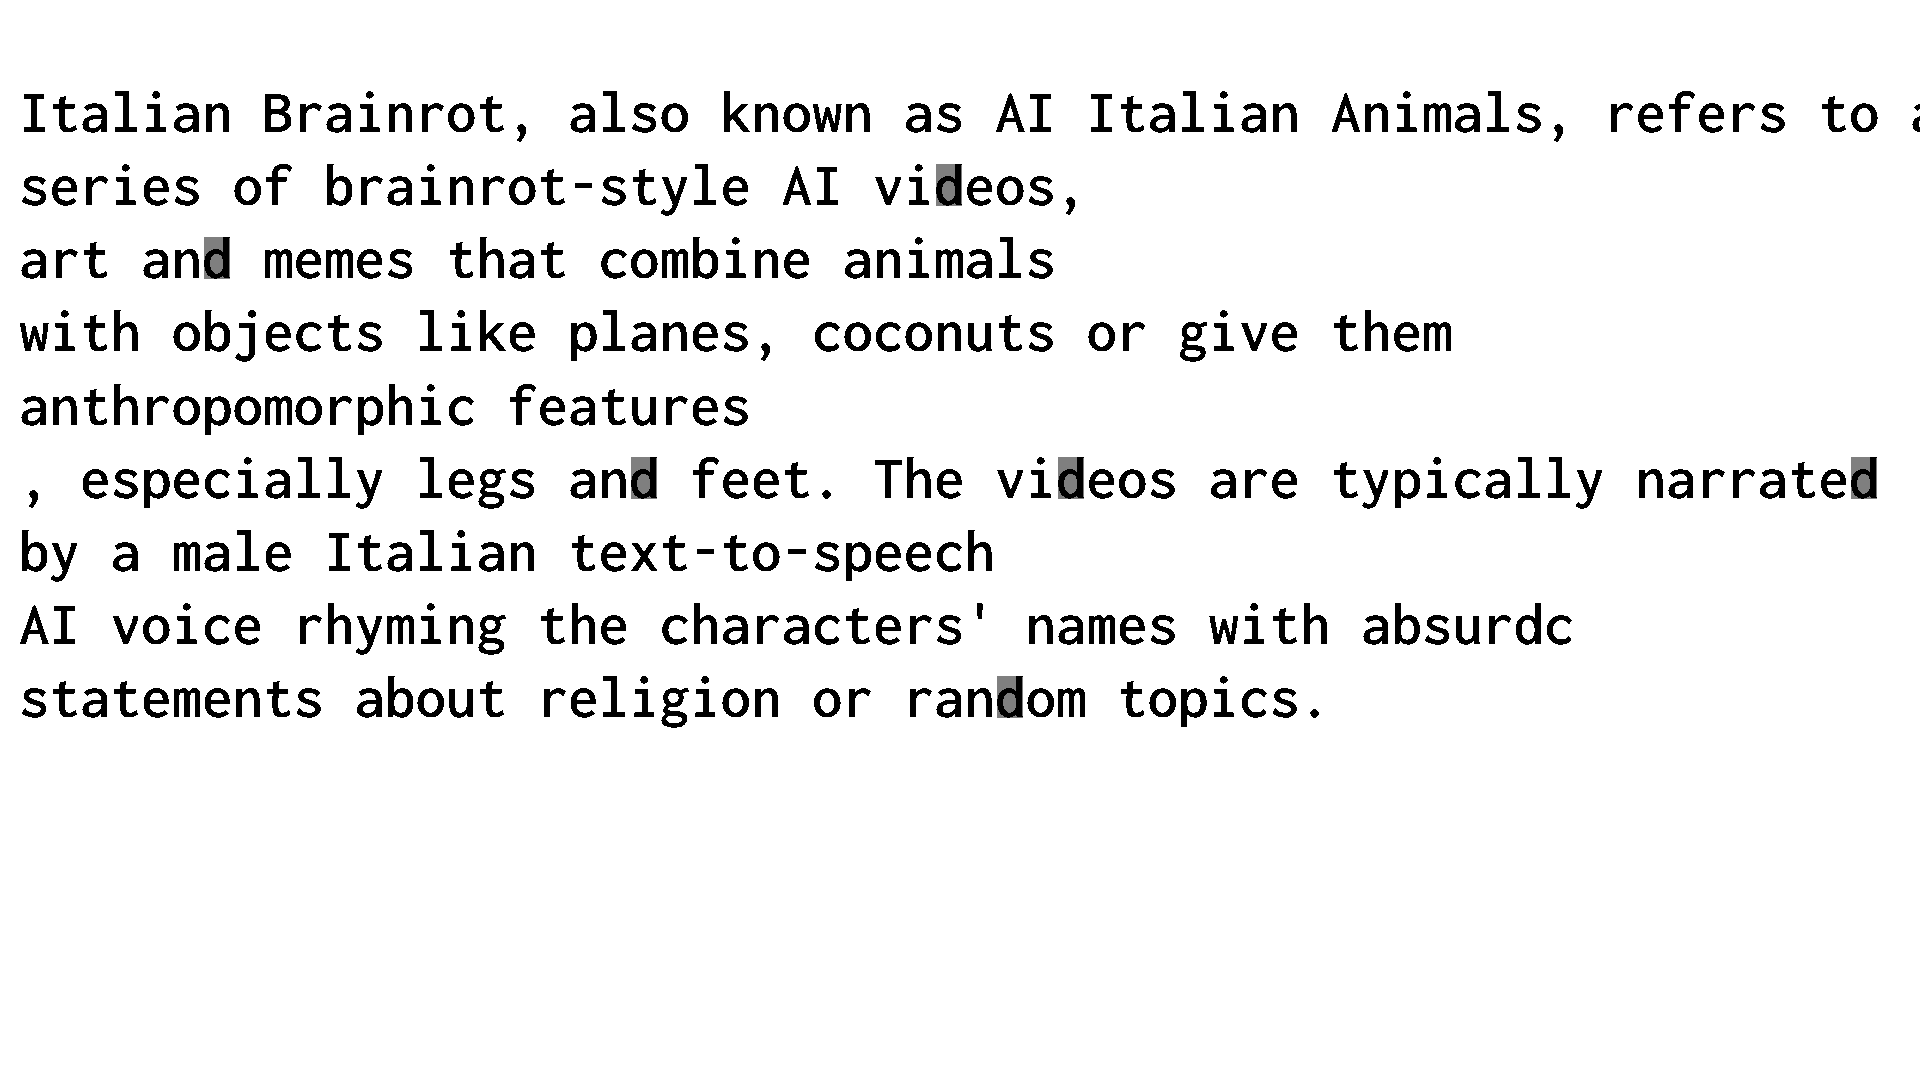 Italian Brainrot, also known as AI Italian Animals, refers to a
series of brainrot-style AI videos,
art and memes that combine animals
with objects like planes, coconuts or give them
anthropomorphic features
, especially legs and feet. The videos are typically narrated
by a male Italian text-to-speech
AI voice rhyming the characters' names with absurdc
statements about religion or random topics.